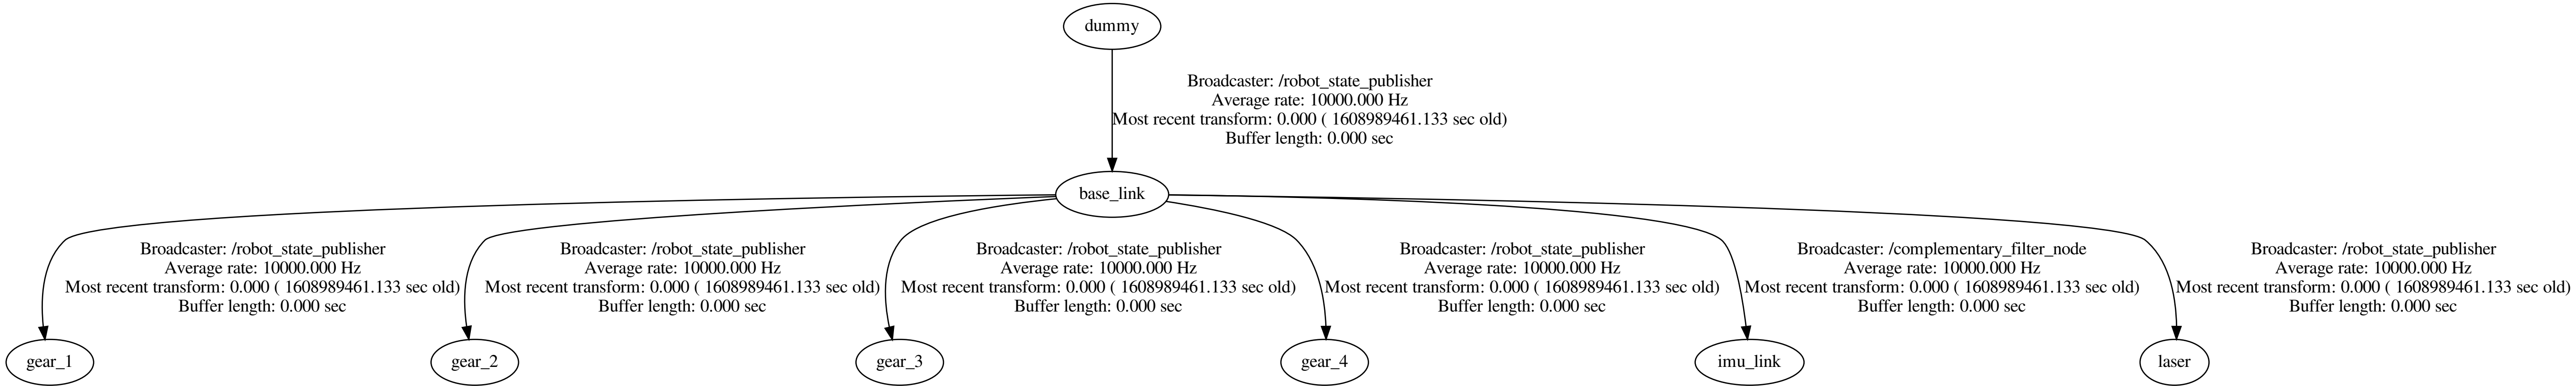 dummy
Broadcaster: /robot_state_publisher
Average rate: 10000.000 Hz
Most recent transform: 0.000 ( 1608989461.133 sec old)
Buffer length: 0.000 sec
base_link
Broadcaster: /robot_state_publisher
Average rate: 10000.000 Hz
Most recent transform: 0.000 ( 1608989461.133 sec old)
Buffer length: 0.000 sec
Broadcaster: /robot_state_publisher
Average rate: 10000.000 Hz
Most recent transform: 0.000 ( 1608989461.133 sec old)
Buffer length: 0.000 sec
Broadcaster: /robot_state_publisher
Average rate: 10000.000 Hz
Most recent transform: 0.000 ( 1608989461.133 sec old)
Buffer length: 0.000 sec
Broadcaster: /robot_state_publisher
Average rate: 10000.000 Hz
Most recent transform: 0.000 ( 1608989461.133 sec old)
Buffer length: 0.000 sec
Broadcaster: /complementary_filter_node
Average rate: 10000.000 Hz
Most recent transform: 0.000 ( 1608989461.133 sec old)
Buffer length: 0.000 sec
Broadcaster: /robot_state_publisher
Average rate: 10000.000 Hz
Most recent transform: 0.000 ( 1608989461.133 sec old)
Buffer length: 0.000 sec
gear_1
gear_2
gear_3
gear_4
imu_link
laser